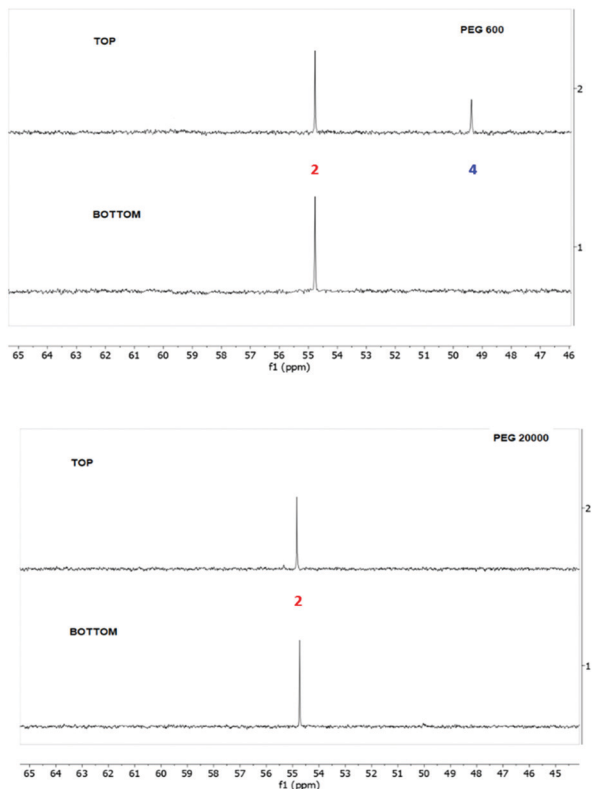 PEG 600
TOP
2
2 4
BOTTOM
1
65 64 63 62 61 60 59 58 57 56 55 54 53 52 51 50 49 48 47 46
f1 (ppm)
PEG 20000
TOP
2
2
BOTTOM
1
65 64 63 62 61 60 59 58 57 56 55 54 53 52 51 50 49 48 47 46 45
f1 (ppm)